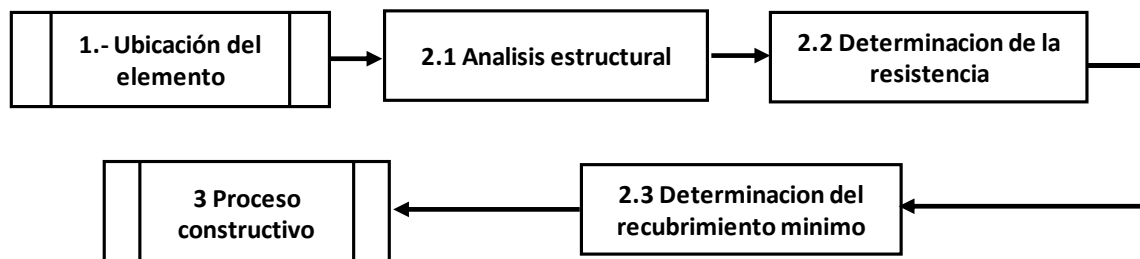 1.- Ubicación del
elemento
2.1 Analisis estructural
2.2 Determinacion de la
resistencia
3 Proceso
constructivo
2.3 Determinacion del
recubrimiento minimo